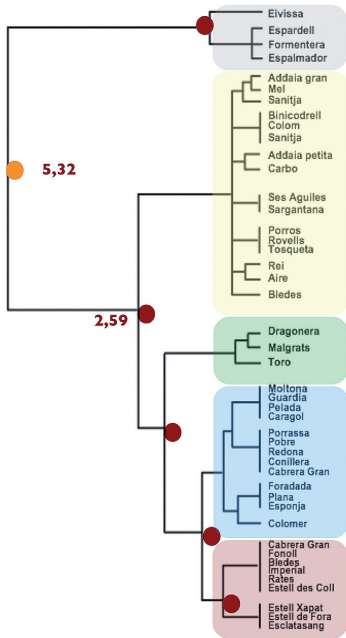 Eivissa
Espardell
Formentera
Espalmador
Addaia gran
Mel
Sanitja
Binicodrell
Colom
Sanitja
5,32
Addaia petita
Carbo
Ses Aguiles
Sargantana
Porros
Rovells
Tosqueta
Rei
Aire
Bledes
2,59
Dragonera
Malgrats
Toro
Moltona
Guardia
Pelada
Caragol
Porrassa
Pobre
Redona
Conillera
Cabrera Gran
Foradada
Plana
Esponja
Colomer
Cabrera Gran
Fonoll
Bledes
Imperial
Rates
Estell des Coll
Estell Xapat
Estell de Fora
Esclatasang